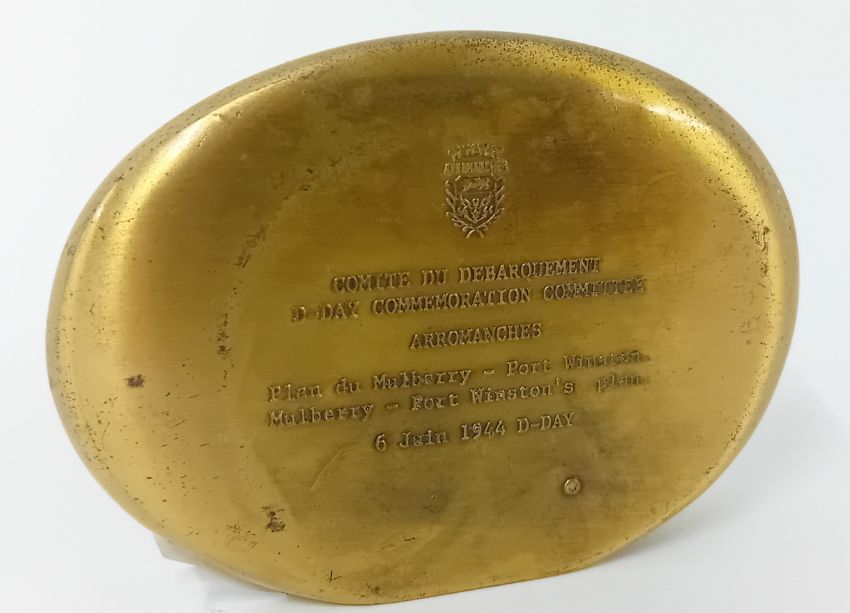 ARROMANCHES
COMITE DU DEBARQUEMENT
D-DAY COMMEMORATION COMMITTEE
ARROMANCHES
Plan du Mulberry - Port Winston.
Mulberry - Port Winston's plan.
6 Juin 1944 D-DAY